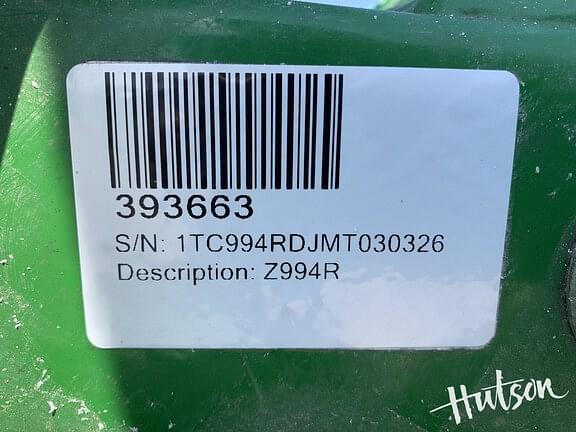 393663
S/N: 1TC994RDJMT030326
Description: Z994R
Hutson